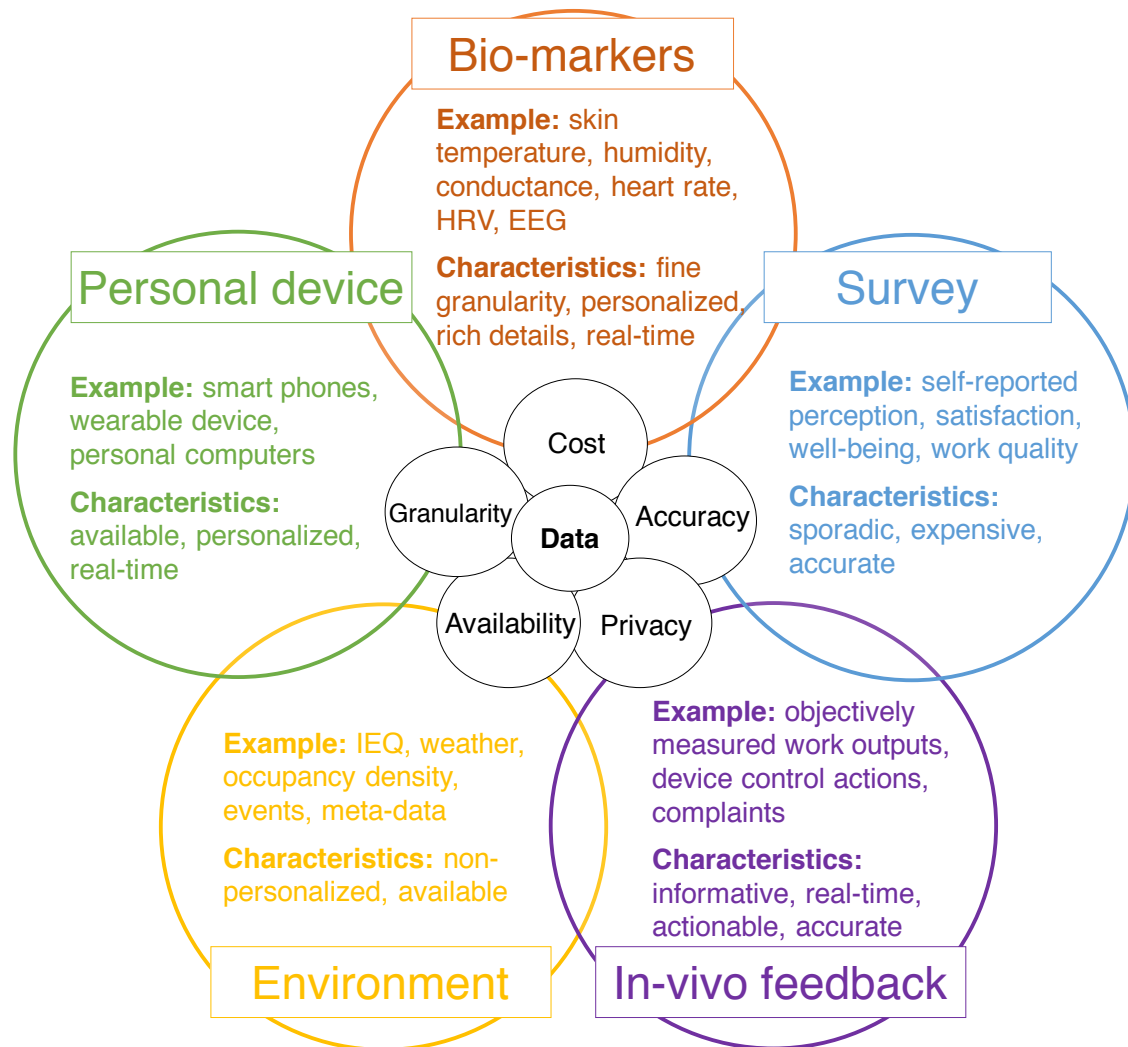 Bio-markers
Example: skin
temperature, humidity,
conductance, heart rate,
HRV, EEG
Characteristics: fine
granularity, personalized,
rich details, real-time
Personal device
Example: smart phones,
wearable device,
personal computers
Characteristics:
available, personalized,
real-time
Survey
Example: self-reported
perception, satisfaction,
well-being, work quality
Characteristics:
sporadic, expensive,
accurate
Cost
Granularity
Accuracy
Data
Availability
Privacy
Example: IEQ, weather,
occupancy density,
events, meta-data
Characteristics: non-
personalized, available
Environment
Example: objectively
measured work outputs,
device control actions,
complaints
Characteristics:
informative, real-time,
actionable, accurate
In-vivo feedback